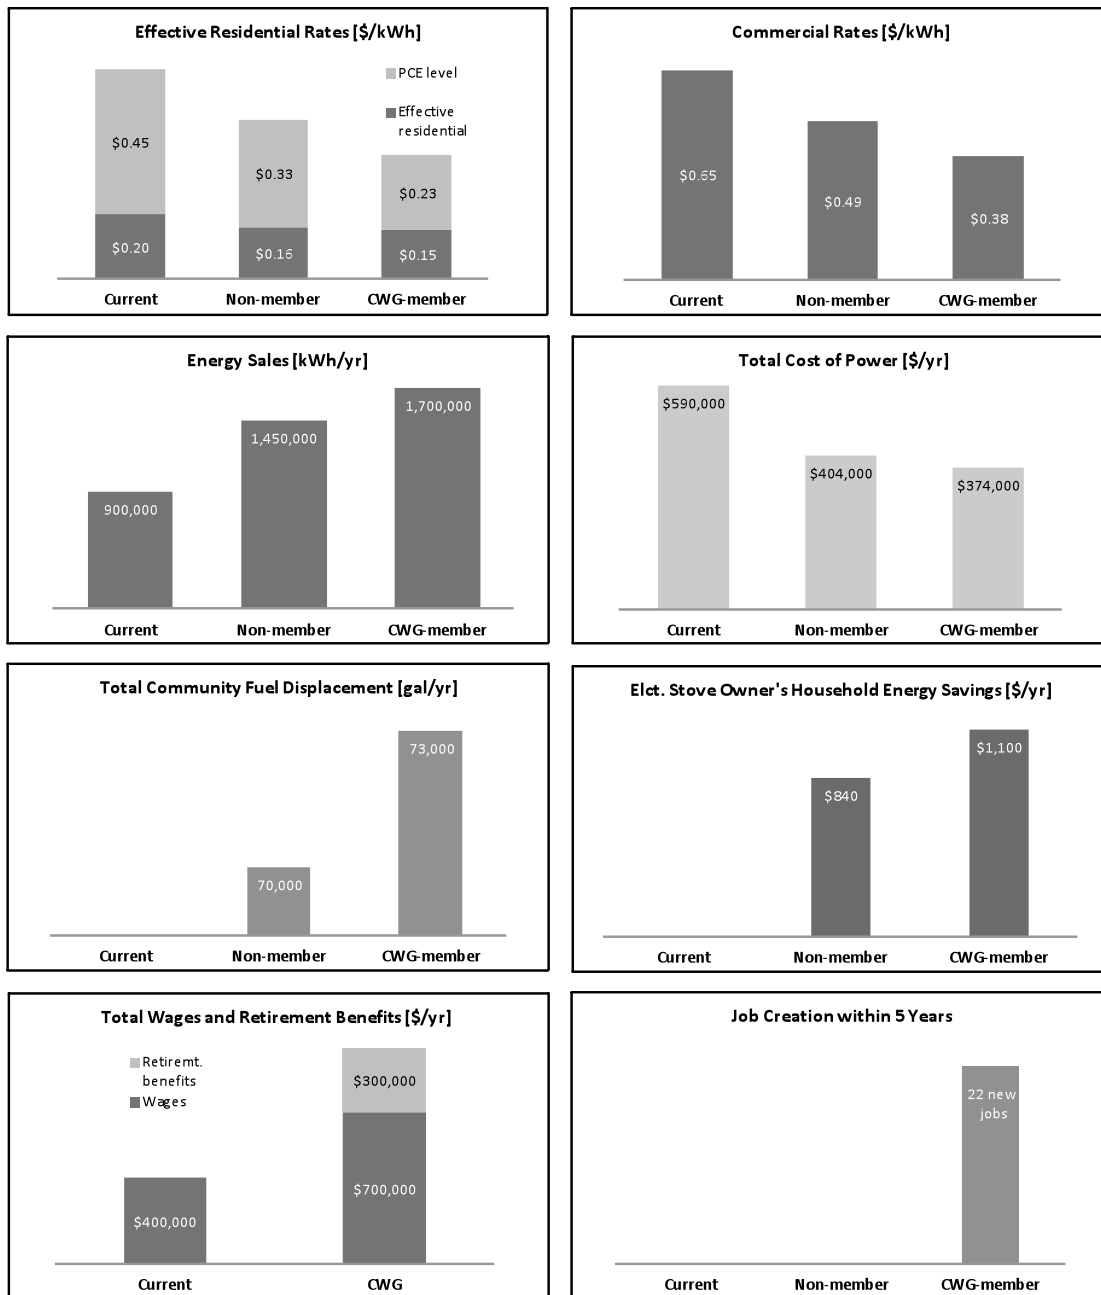 Effective Residential Rates [$/kWh]
PCE level
Effective
residential
$0.45
$0.33
$0.23
$0.20
$0.16
$0.15
Current
Non-member
CWG-member
Commercial Rates [$/kWh]
$0.65
$0.49
$0.38
Current
Non-member
CWG-member
Energy Sales [kWh/yr]
900,000
1,450,000
1,700,000
Current
Non-member
CWG-member
Total Cost of Power [$/yr]
$590,000
$404,000
$374,000
Current
Non-member
CWG-member
Total Community Fuel Displacement [gal/yr]
70,000
73,000
Current
Non-member
CWG-member
Elct. Stove Owner's Household Energy Savings [$/yr]
$840
$1,100
Current
Non-member
CWG-member
Total Wages and Retirement Benefits [$/yr]
Retiremt.
benefits
Wages
$300,000
$400,000
$700,000
Current
CWG
Job Creation within 5 Years
22 new
jobs
Current
Non-member
CWG-member